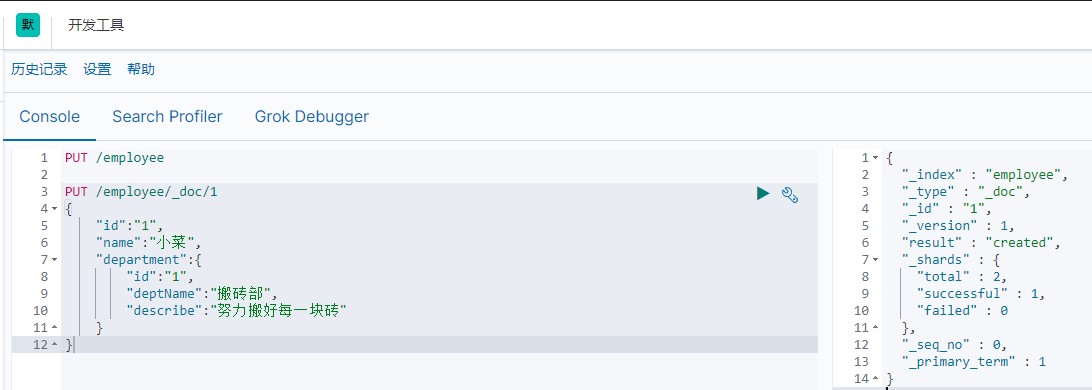 默 开发工具
历史记录 设置 帮助
Console Search Profiler Grok Debugger
1 PUT /employee
2
3 PUT /employee/_doc/1
4 {
5 "id":"1",
6 "name":"小菜",
7 "department":{
8 "id":"1",
9 "deptName":"搬砖部",
10 "describe":"努力搬好每一块砖"
11 }
12 }
1 {
2 "_index" : "employee",
3 "_type" : "_doc",
4 "_id" : "1",
5 "_version" : 1,
6 "result" : "created",
7 "_shards" : {
8 "total" : 2,
9 "successful" : 1,
10 "failed" : 0
11 },
12 "_seq_no" : 0,
13 "_primary_term" : 1
14 }